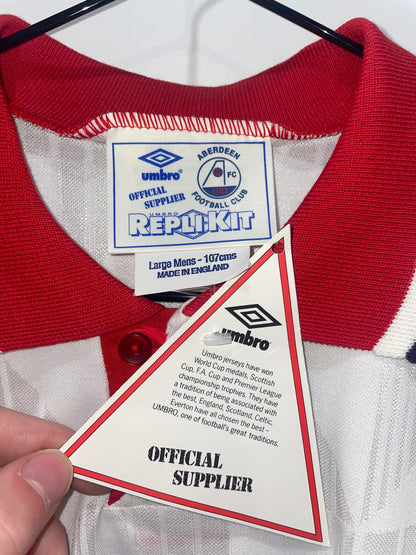 umbro
OFFICIAL
SUPPLIER
ABERDEEN
FC
FOOTBALL CLUB
UMBRO
REPLI·KIT
Large Mens - 107cms
MADE IN ENGLAND
umbro
Umbro jerseys have won
World Cup medals, Scottish
Cup, F.A. Cup and Premier League
championship trophies. They have
a tradition of being associated with
the best, England, Scotland, Celtic,
Everton have all chosen the best -
UMBRO, one of football's great traditions.
OFFICIAL
SUPPLIER